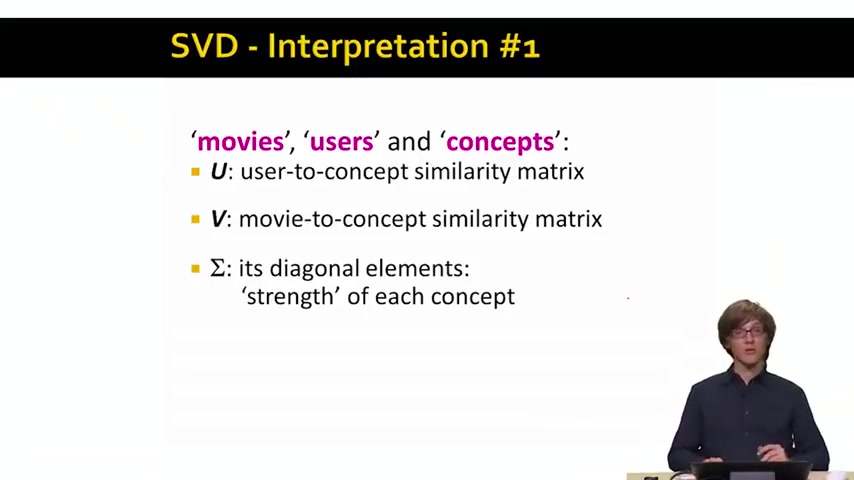 SVD - Interpretation #1
‘movies’, ‘users’ and ‘concepts’:
U: user-to-concept similarity matrix
V: movie-to-concept similarity matrix
Σ: its diagonal elements:
‘strength’ of each concept